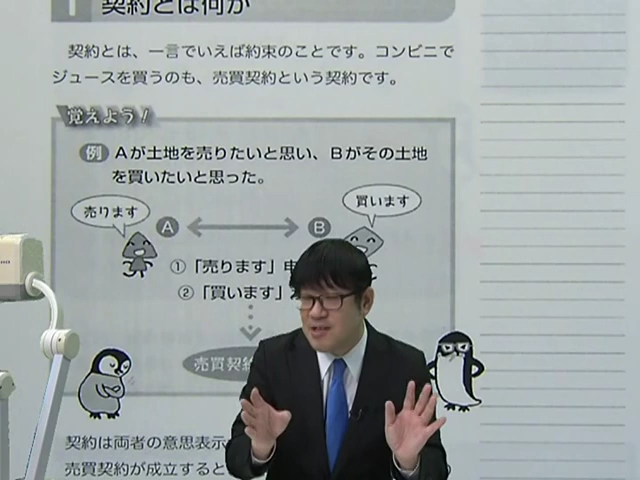 1 契約とは何か
契約とは、一言でいえば約束のことです。コンビニで
ジュースを買うのも、売買契約という契約です。
覚えよう!
例 Aが土地を売りたいと思い、Bがその土地
を買いたいと思った。
売ります A B 買います
①「売ります」申
②「買います」
売買契
契約は両者の意思表示
売買契約が成立すると